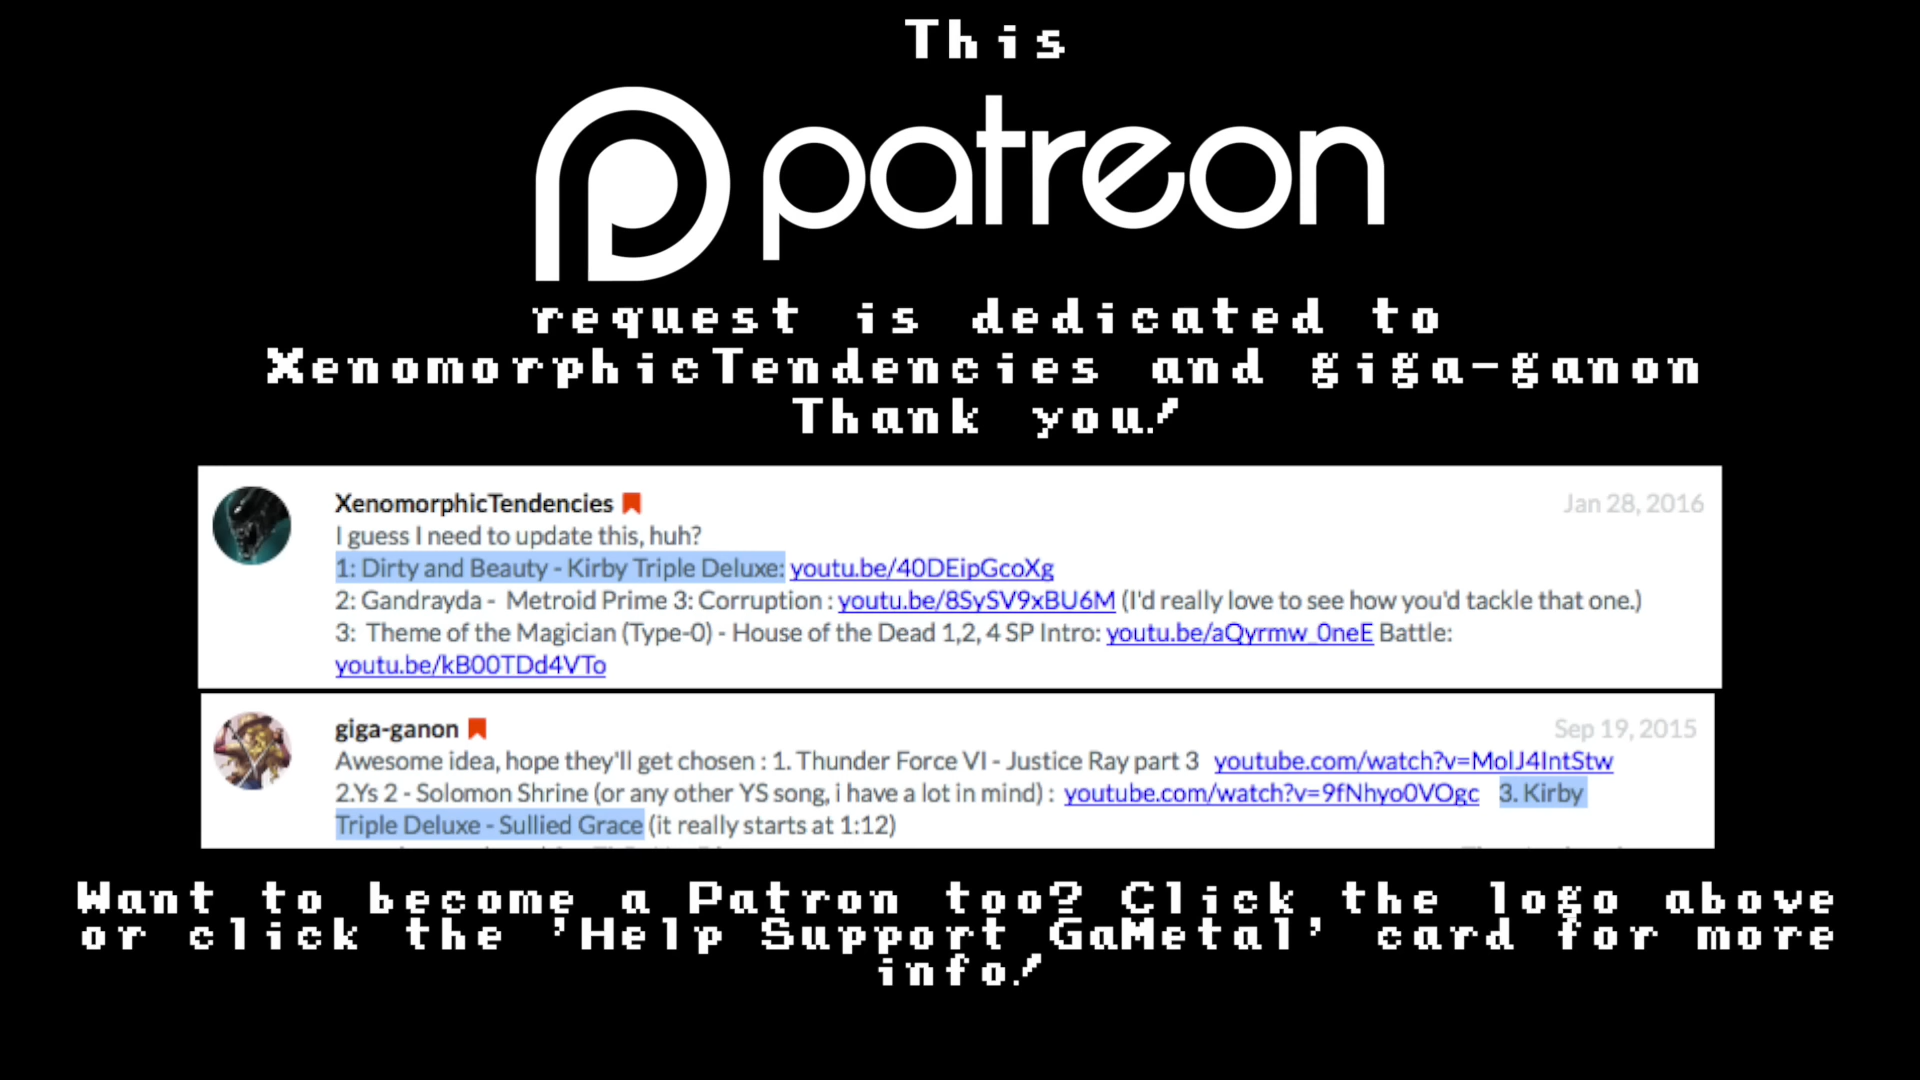 This
patreon
request is dedicated to
XenomorphicTendencies and giga-ganon
Thank you!
XenomorphicTendencies
Jan 28, 2016
I guess I need to update this, huh?
1: Dirty and Beauty - Kirby Triple Deluxe: youtu.be/40DEipGcoXg
2: Gandrayda - Metroid Prime 3: Corruption : youtu.be/8SySV9xBU6M (I'd really love to see how you'd tackle that one.)
3: Theme of the Magician (Type-0) - House of the Dead 1,2, 4 SP Intro: youtu.be/aQyrmw_0neE Battle:
youtu.be/kB00TDd4VTo
giga-ganon
Sep 19, 2015
Awesome idea, hope they'll get chosen : 1. Thunder Force VI - Justice Ray part 3 youtube.com/watch?v=MolJ4IntStw
2.Ys 2 - Solomon Shrine (or any other YS song, i have a lot in mind) : youtube.com/watch?v=9fNhyo0VOgc 3. Kirby
Triple Deluxe - Sullied Grace (it really starts at 1:12)
Want to become a Patron too? Click the logo above
or click the 'Help Support GaMetal' card for more
info!